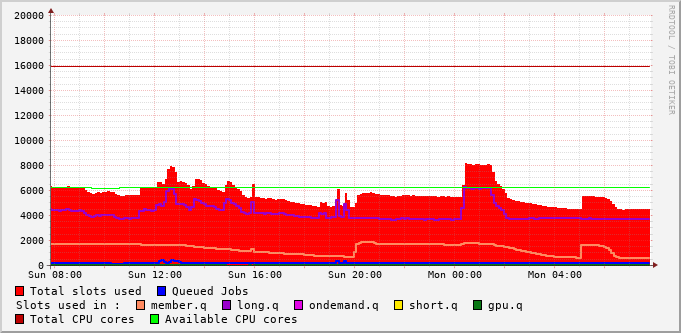 20000
18000
16000
14000
12000
10000
8000
6000
4000
2000
0
Sun 08:00 Sun 12:00 Sun 16:00 Sun 20:00 Mon 00:00 Mon 04:00
Total slots used Queued Jobs
Slots used in : member.q long.q ondemand.q short.q gpu.q
Total CPU cores Available CPU cores
RRDTOOL / TOBI OETIKER